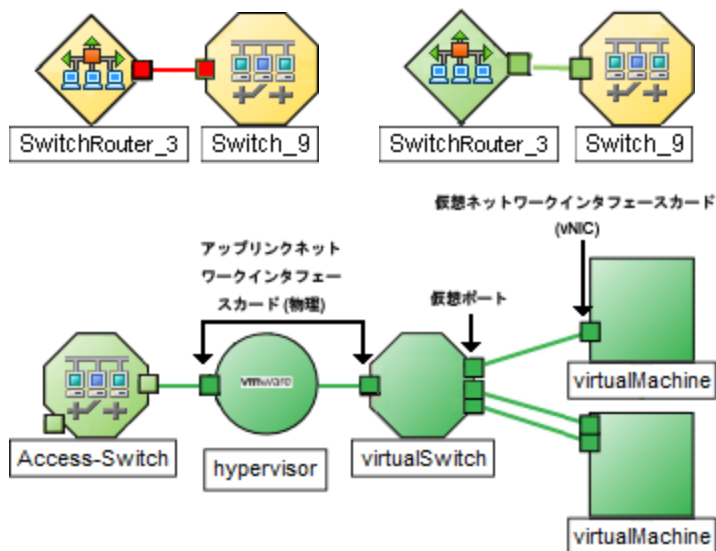 SwitchRouter_3
Switch_9
SwitchRouter_3
Switch_9
仮想ネットワークインタフェースカード
(vNIC)
アップリンクネット
ワークインタフェー
スカード (物理)
仮想ポート
vmware
virtualMachine
Access-Switch
hypervisor
virtualSwitch
virtualMachine